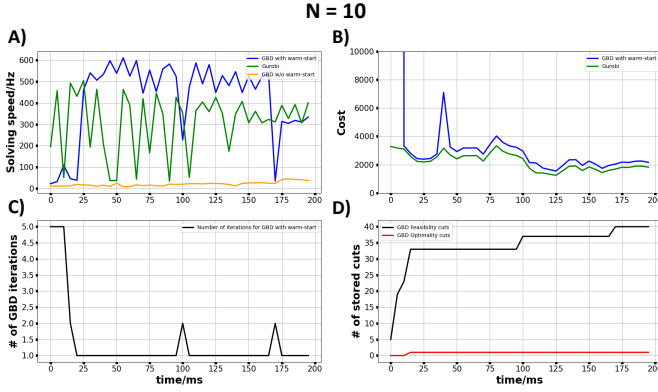 N = 10
A)
B)
GBD with warm-start
Gurobi
GBD w/o warm-start
Solving speed/Hz
600
500
400
300
200
100
0
0 25 50 75 100 125 150 175 200
GBD with warm-start
Gurobi
Cost
10000
8000
6000
4000
2000
0
0 25 50 75 100 125 150 175 200
C)
D)
Number of iterations for GBD with warm-start
# of GBD iterations
5.0
4.5
4.0
3.5
3.0
2.5
2.0
1.5
1.0
0 25 50 75 100 125 150 175 200
time/ms
GBD Feasibility cuts
GBD Optimality cuts
# of stored cuts
40
35
30
25
20
15
10
5
0
0 25 50 75 100 125 150 175 200
time/ms